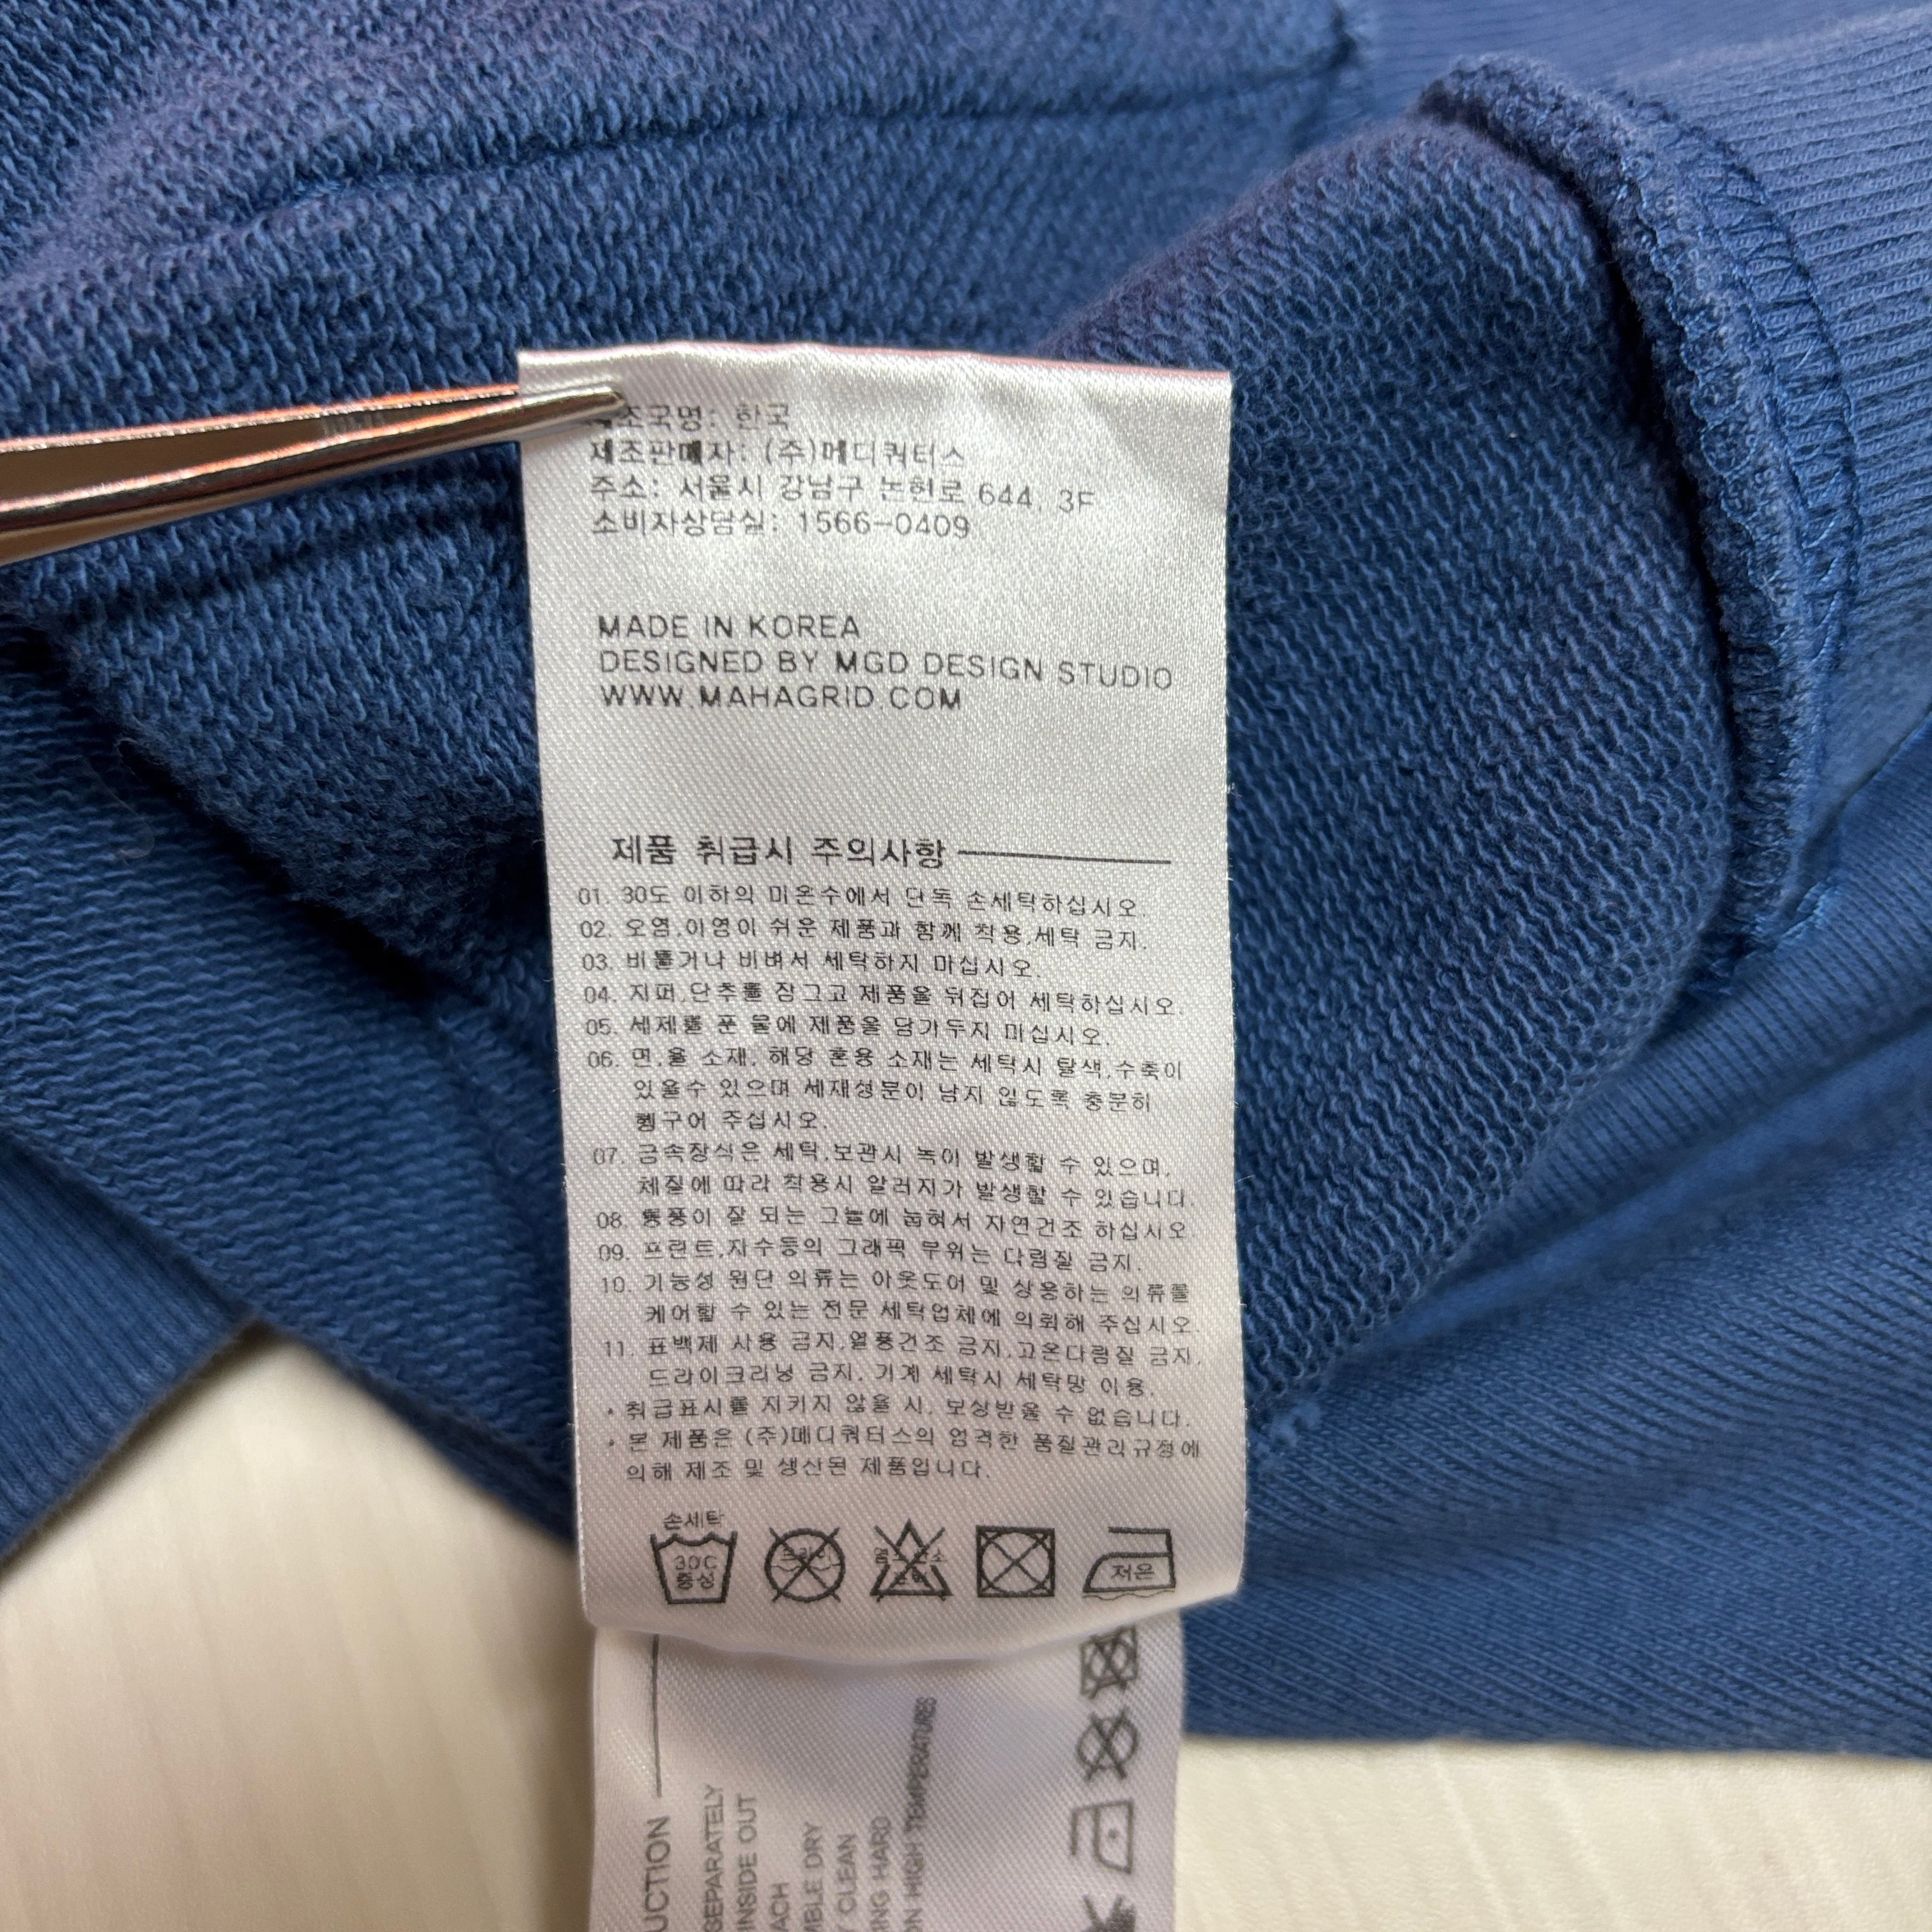 제조국명: 한국
제조판매자: (주)메디쿼터스
주소: 서울시 강남구 논현로 644, 3F
소비자상담실: 1566-0409
MADE IN KOREA
DESIGNED BY MGD DESIGN STUDIO
WWW.MAHAGRID.COM
제품 취급시 주의사항
01. 30도 이하의 미온수에서 단독 손세탁하십시오.
02. 오염,이염이 쉬운 제품과 함께 착용,세탁 금지.
03. 비틀거나 비벼서 세탁하지 마십시오.
04. 지퍼,단추를 잠그고 제품을 뒤집어 세탁하십시오.
05. 세제를 푼 물에 제품을 담가두지 마십시오.
06. 면,울 소재, 해당 혼용 소재는 세탁시 탈색,수축이
있을수 있으며 세재성분이 남지 않도록 충분히
헹구어 주십시오.
07. 금속장식은 세탁,보관시 녹이 발생할 수 있으며,
체질에 따라 착용시 알러지가 발생할 수 있습니다.
08. 통풍이 잘 되는 그늘에 눕혀서 자연건조 하십시오.
09. 프린트,자수등의 그래픽 부위는 다림질 금지.
10. 기능성 원단 의류는 아웃도어 및 상응하는 의류를
케어할 수 있는 전문 세탁업체에 의뢰해 주십시오.
11. 표백제 사용 금지,열풍건조 금지,고온다림질 금지,
드라이크리닝 금지, 기계 세탁시 세탁망 이용.
* 취급표시를 지키지 않을 시, 보상받을 수 없습니다.
* 본 제품은 (주)메디쿼터스의 엄격한 품질관리규정에
의해 제조 및 생산된 제품입니다.
손세탁
30C
중성
드라이
저온
UCTION
SEPARATELY
INSIDE OUT
ACH
MBLE DRY
Y CLEAN
ING HARD
ON HIGH TEMPERATURES